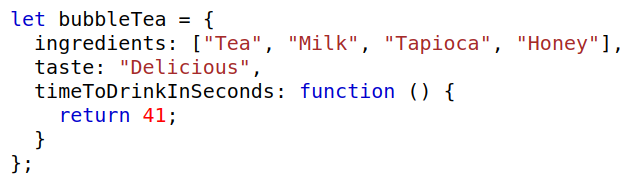 let bubbleTea = {
  ingredients: ["Tea", "Milk", "Tapioca", "Honey"],
  taste: "Delicious",
  timeToDrinkInSeconds: function () {
    return 41;
  }
};